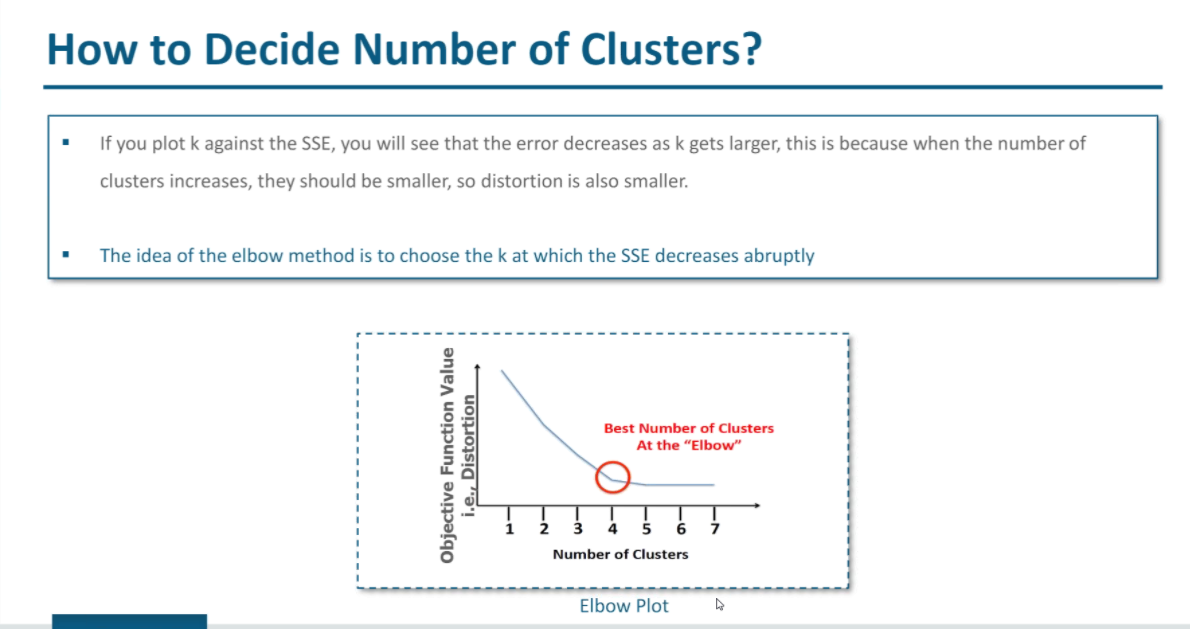 How to Decide Number of Clusters?
▪ If you plot k against the SSE, you will see that the error decreases as k gets larger, this is because when the number of
clusters increases, they should be smaller, so distortion is also smaller.
▪ The idea of the elbow method is to choose the k at which the SSE decreases abruptly
Objective Function Value
i.e., Distortion
Best Number of Clusters
At the “Elbow”
1 2 3 4 5 6 7
Number of Clusters
Elbow Plot